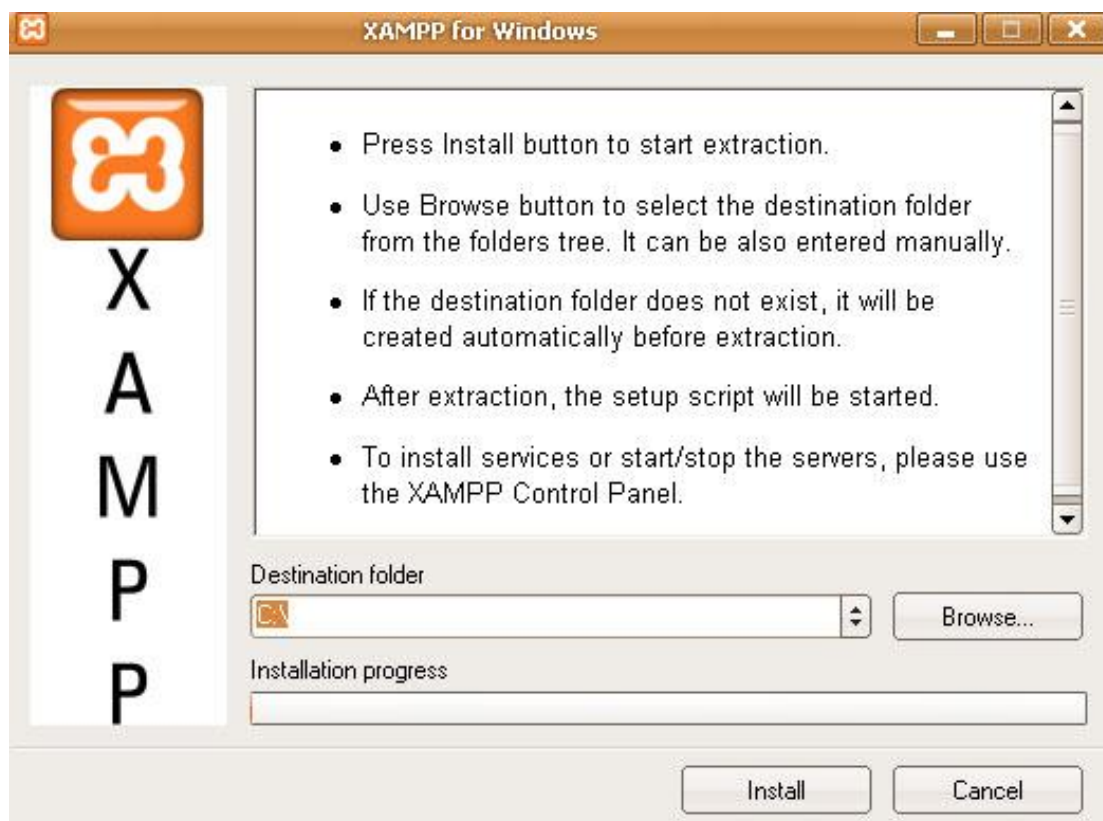 XAMPP for Windows
X
A
M
P
P
• Press Install button to start extraction.
• Use Browse button to select the destination folder
from the folders tree. It can be also entered manually.
• If the destination folder does not exist, it will be
created automatically before extraction.
• After extraction, the setup script will be started.
• To install services or start/stop the servers, please use
the XAMPP Control Panel.
Destination folder
C:\
Browse...
Installation progress
Install
Cancel